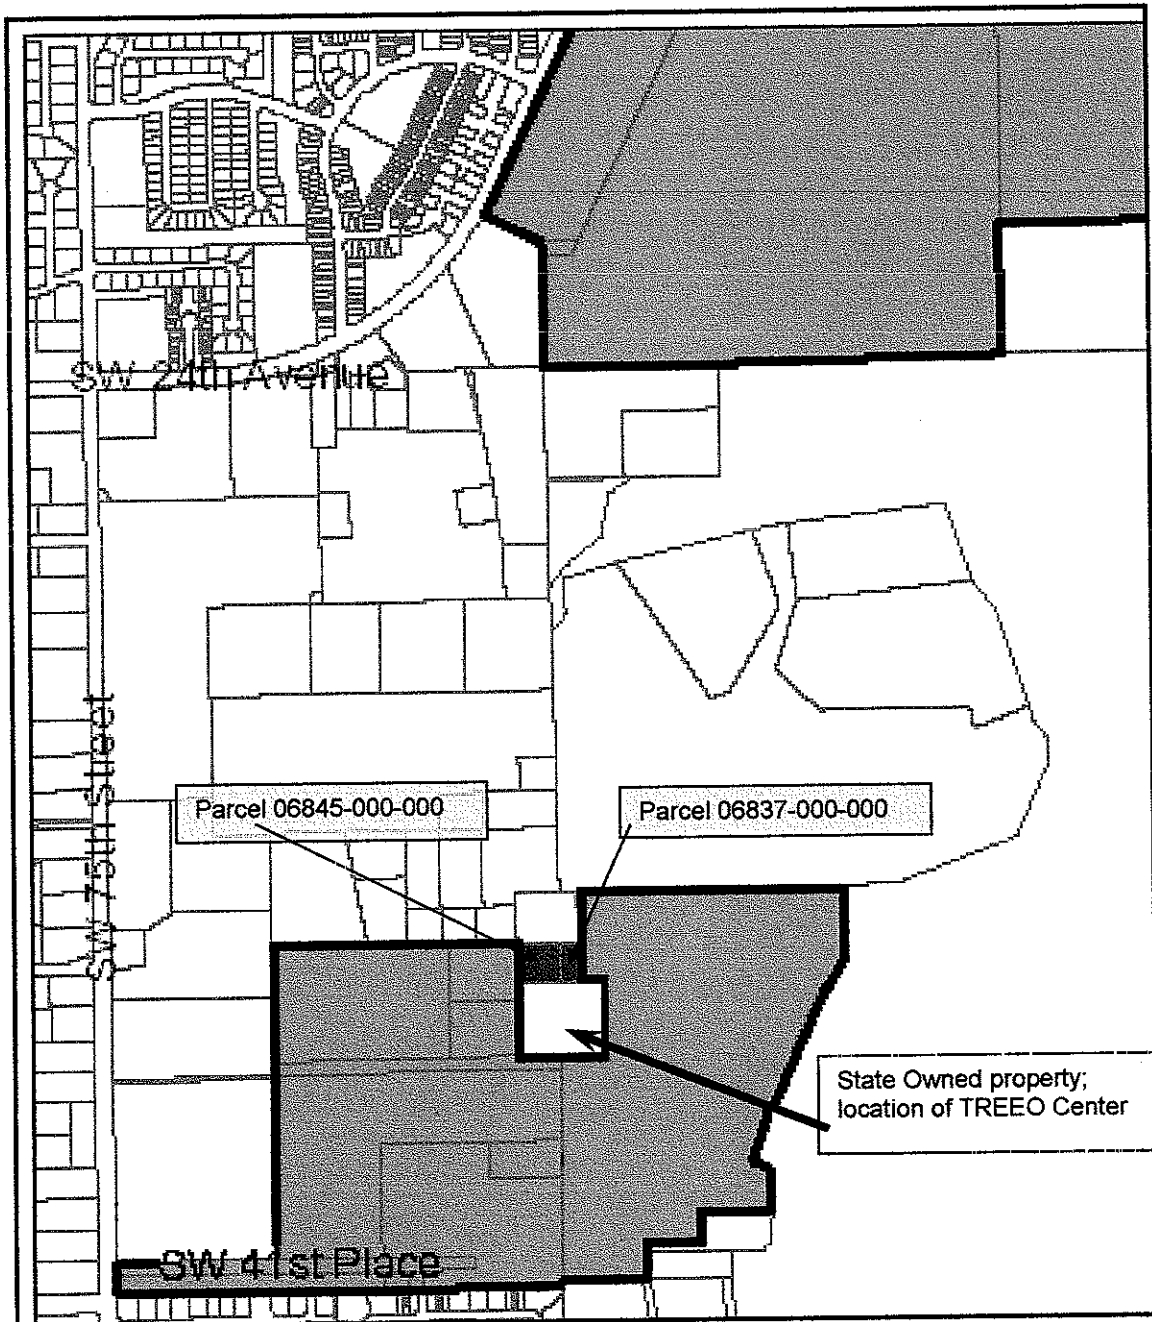 SW 24th Avenue
SW 75th Street
Parcel 06845-000-000
Parcel 06837-000-000
State Owned property;
location of TREEO Center
SW 41st Place